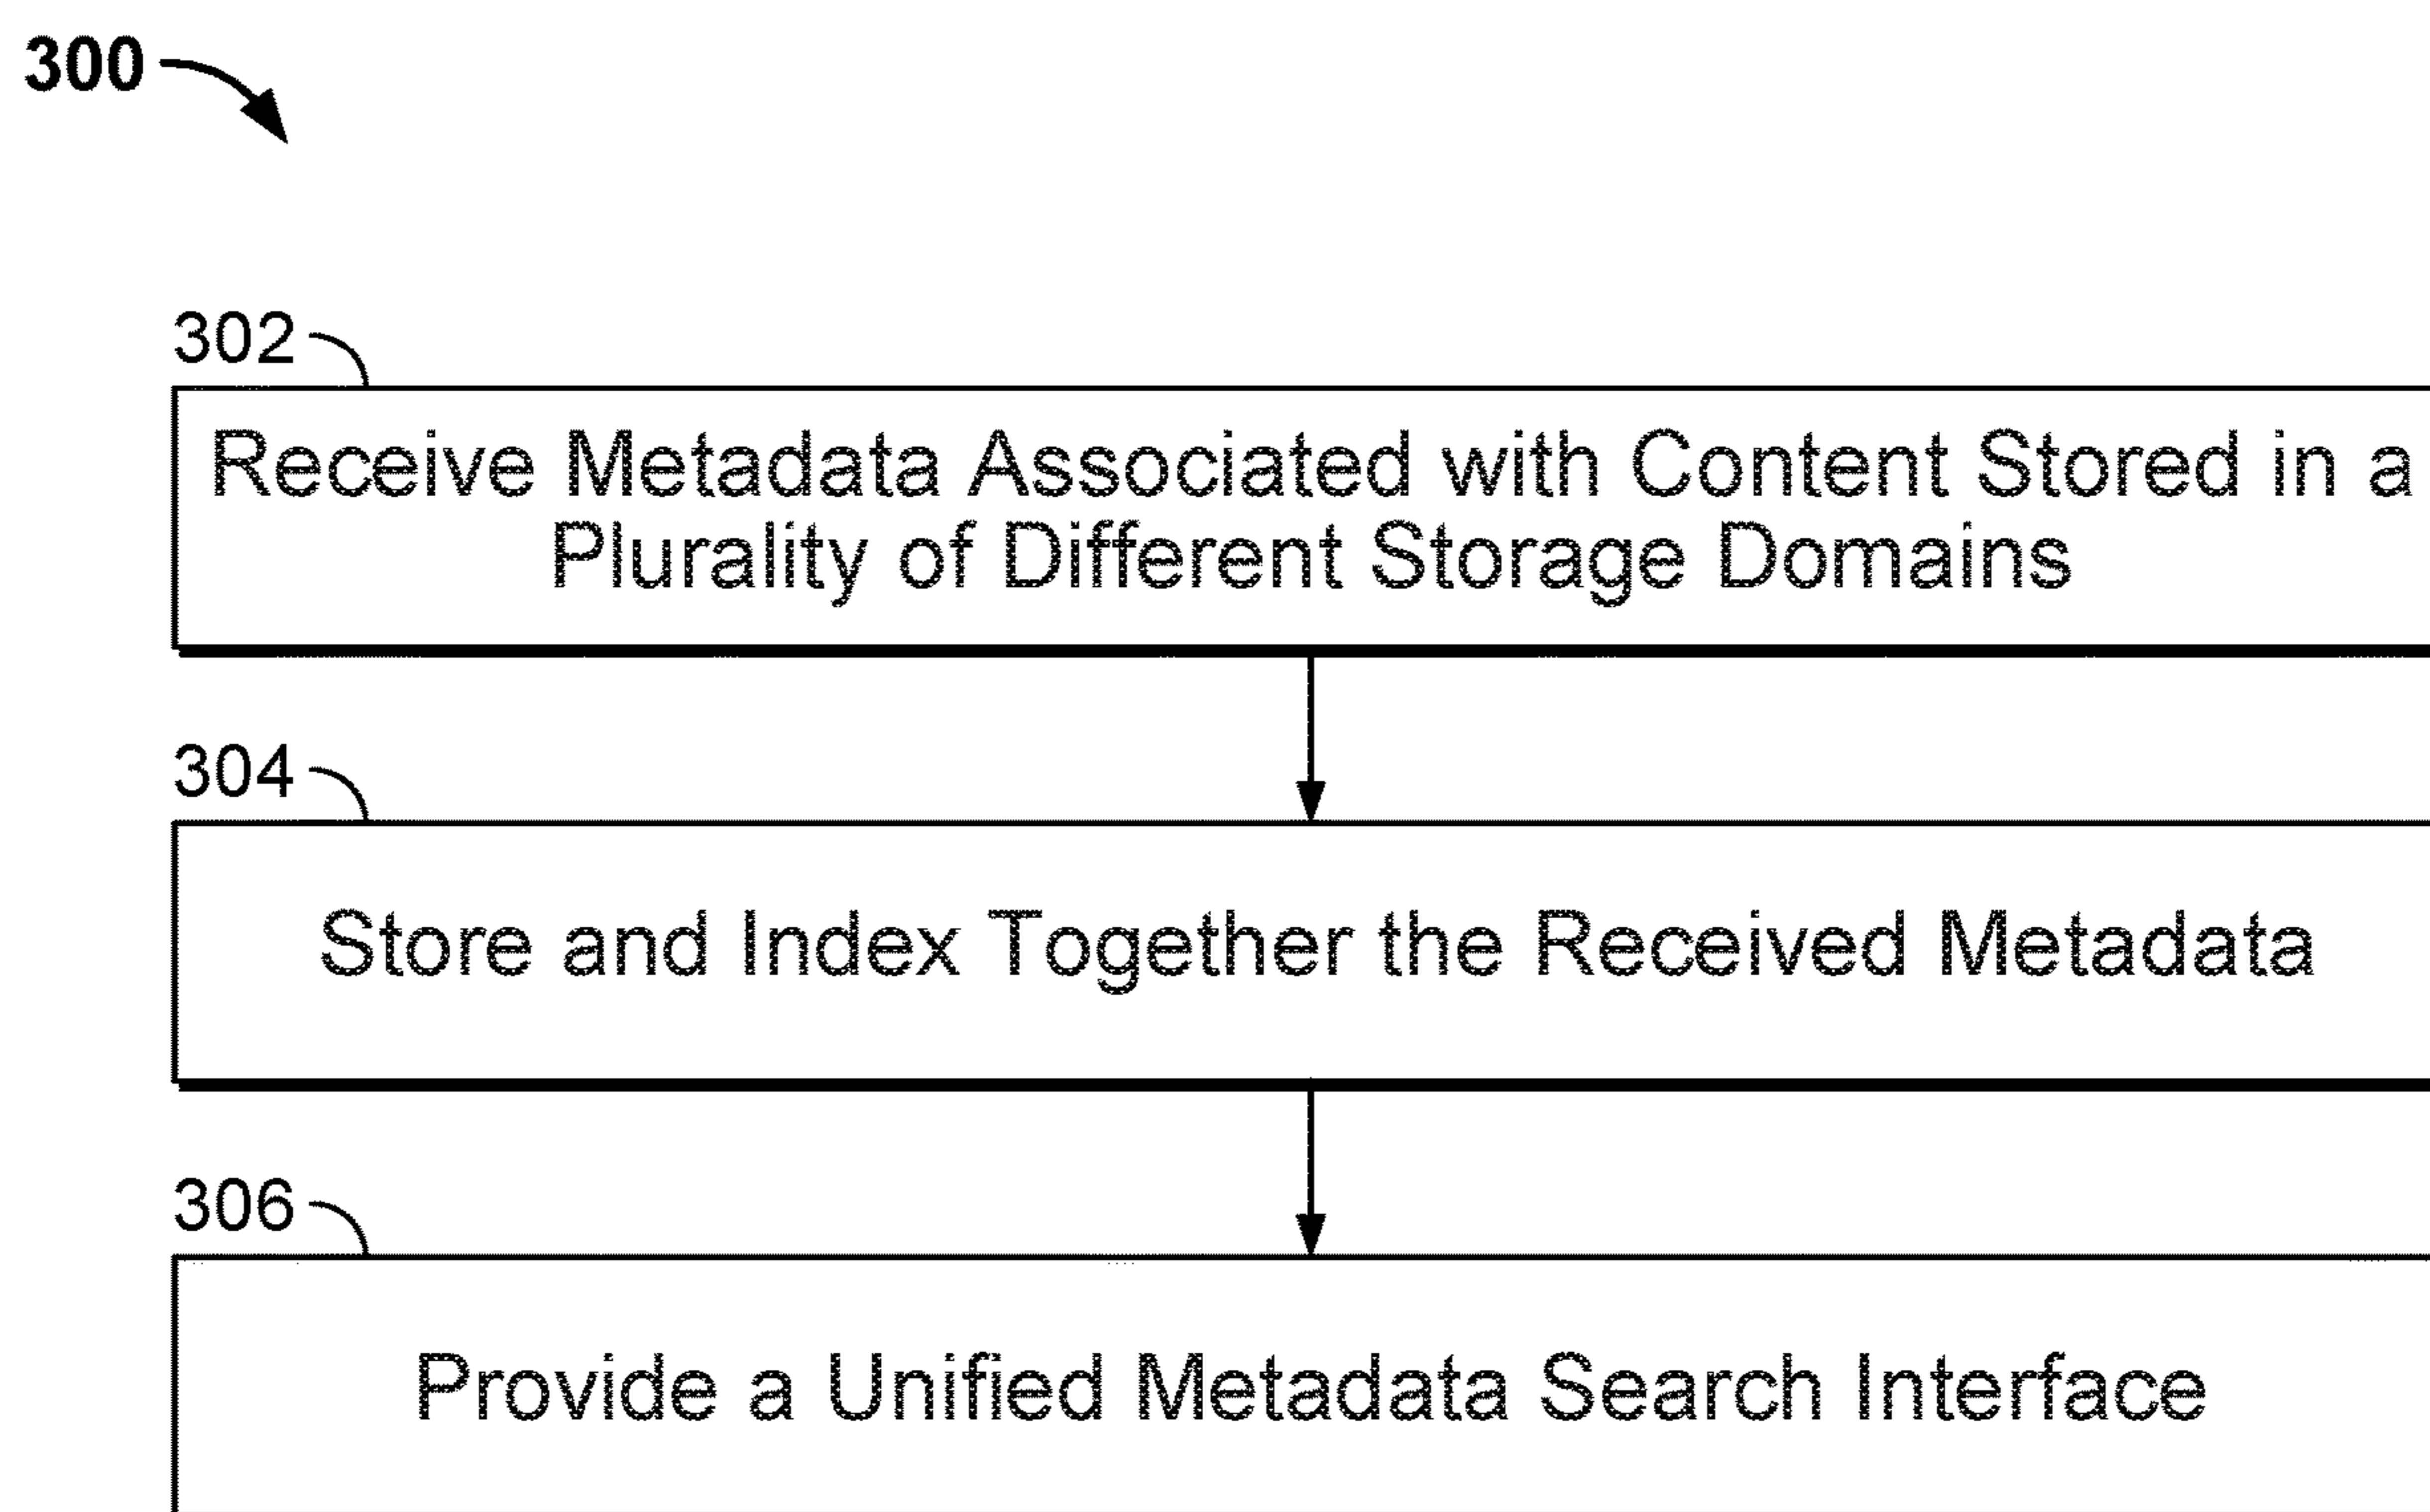 300
302
Receive Metadata Associated with Content Stored in a
Plurality of Different Storage Domains
304
Store and Index Together the Received Metadata
306
Provide a Unified Metadata Search Interface